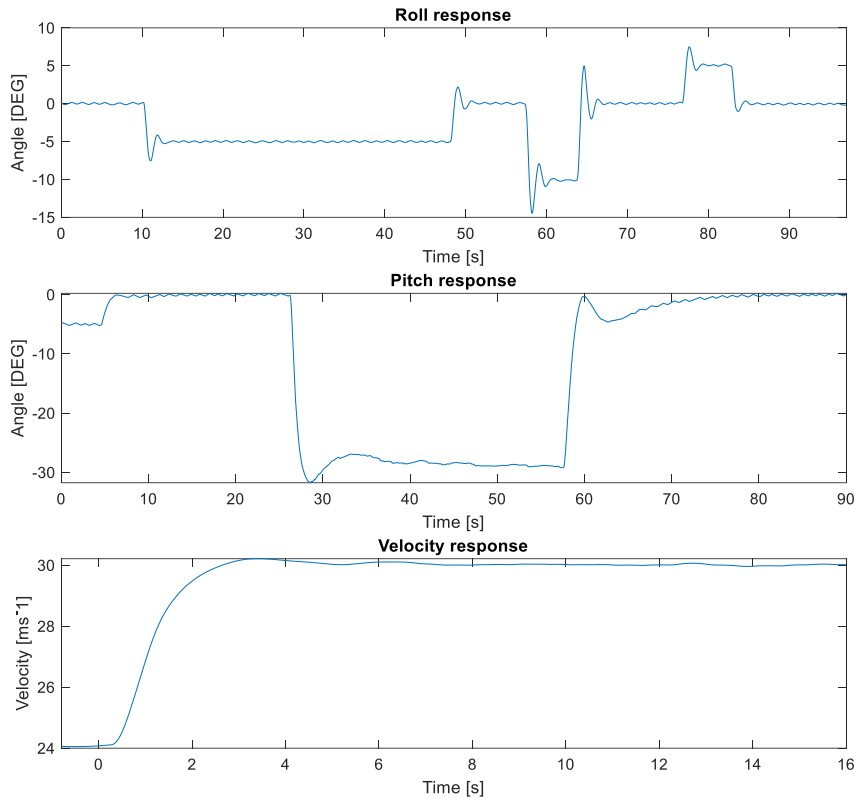 Roll response
Angle [DEG]
10
5
0
-5
-10
-15
0 10 20 30 40 50 60 70 80 90
Time [s]
Pitch response
Angle [DEG]
0
-10
-20
-30
0 10 20 30 40 50 60 70 80 90
Time [s]
Velocity response
Velocity [ms⁻1]
30
28
26
24
0 2 4 6 8 10 12 14 16
Time [s]